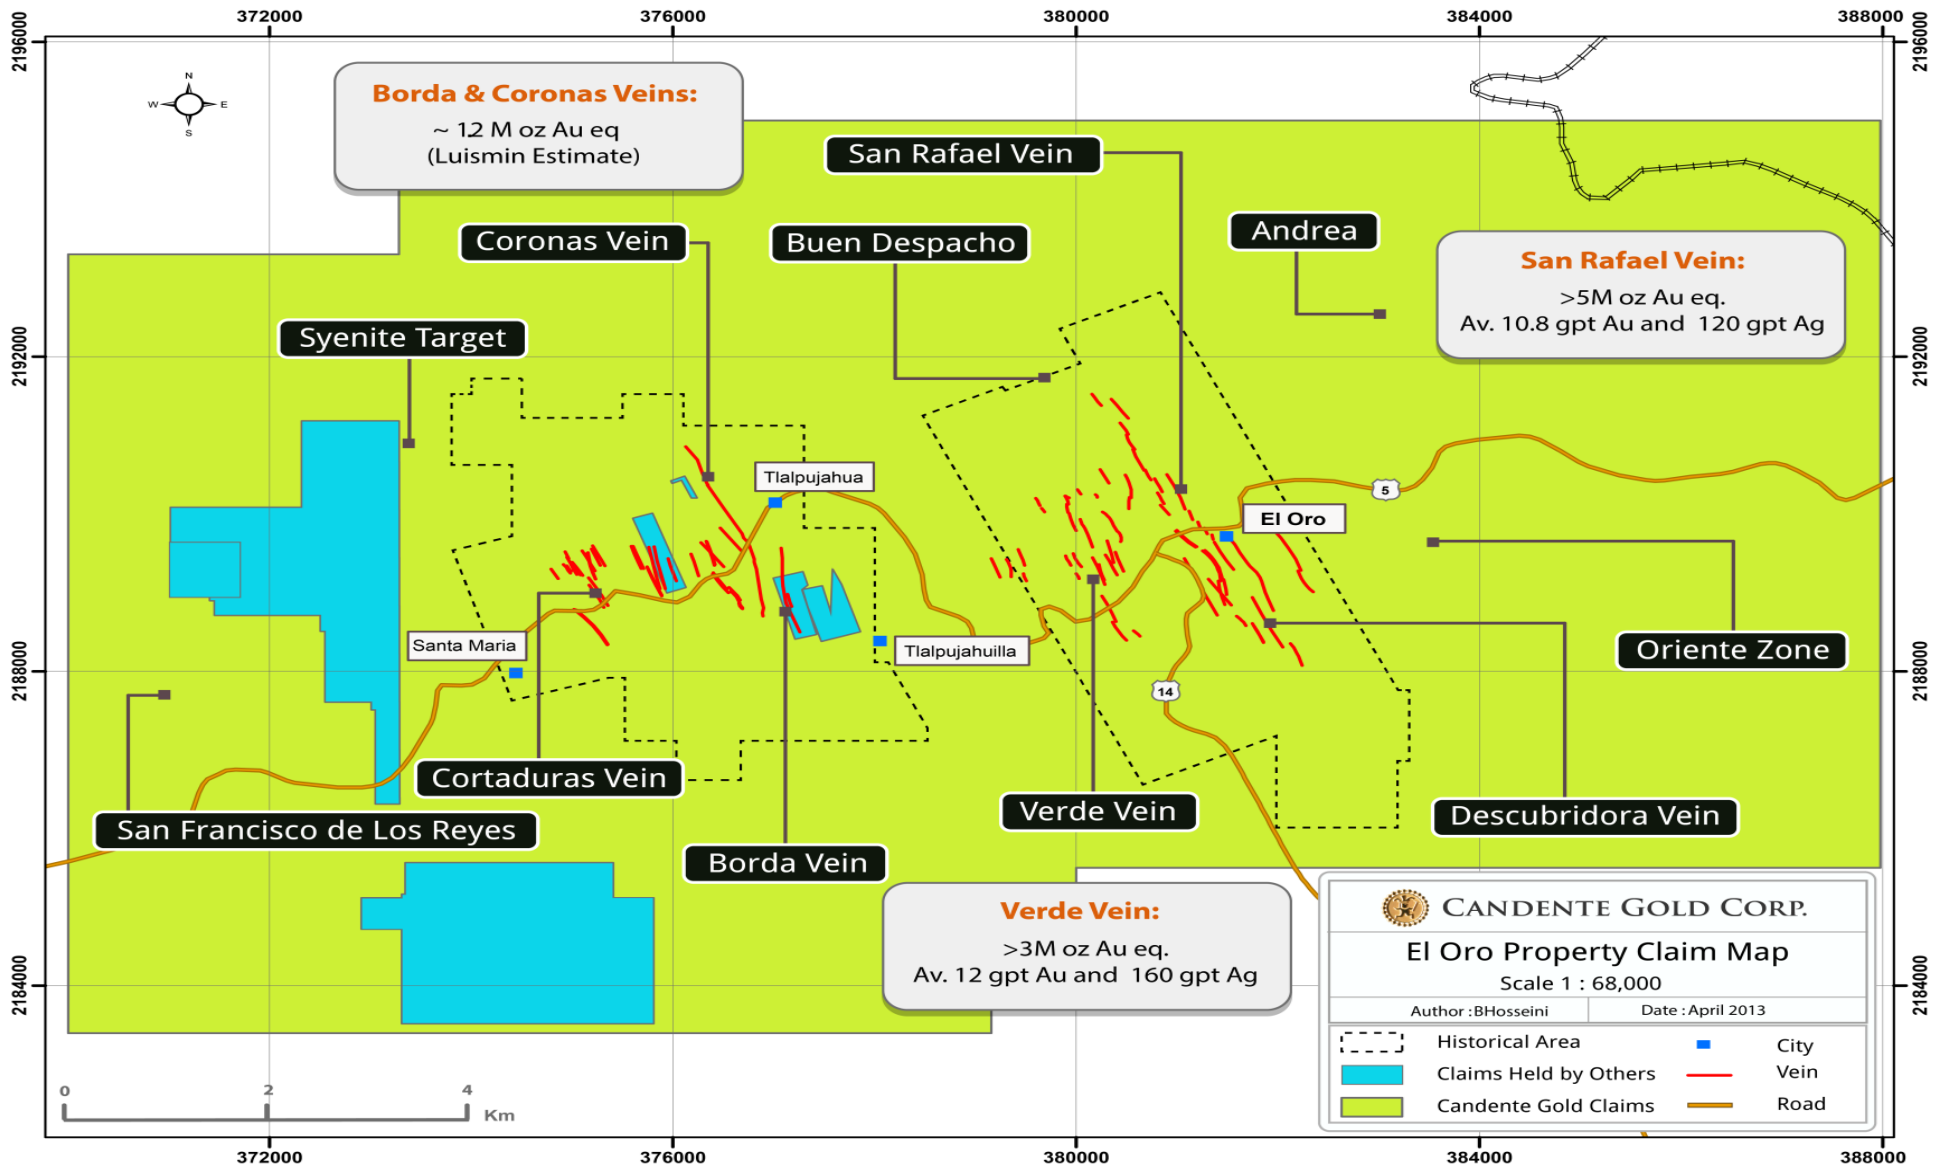 372000
376000
380000
384000
388000
2196000
2196000
N
W
E
S
Borda & Coronas Veins:
~ 1.2 M oz Au eq
(Luismin Estimate)
San Rafael Vein
Coronas Vein
Buen Despacho
Andrea
San Rafael Vein:
>5M oz Au eq.
Av. 10.8 gpt Au and 120 gpt Ag
Syenite Target
2192000
2192000
Tlalpujahua
5
El Oro
Santa Maria
Tlalpujahuilla
Oriente Zone
2188000
2188000
14
Cortaduras Vein
San Francisco de Los Reyes
Verde Vein
Descubridora Vein
Borda Vein
Verde Vein:
>3M oz Au eq.
Av. 12 gpt Au and 160 gpt Ag
CANDENTE GOLD CORP.
El Oro Property Claim Map
Scale 1 : 68,000
Author :BHosseini
Date : April 2013
2184000
2184000
Historical Area
City
Claims Held by Others
Vein
Candente Gold Claims
Road
0
2
4
Km
372000
376000
380000
384000
388000